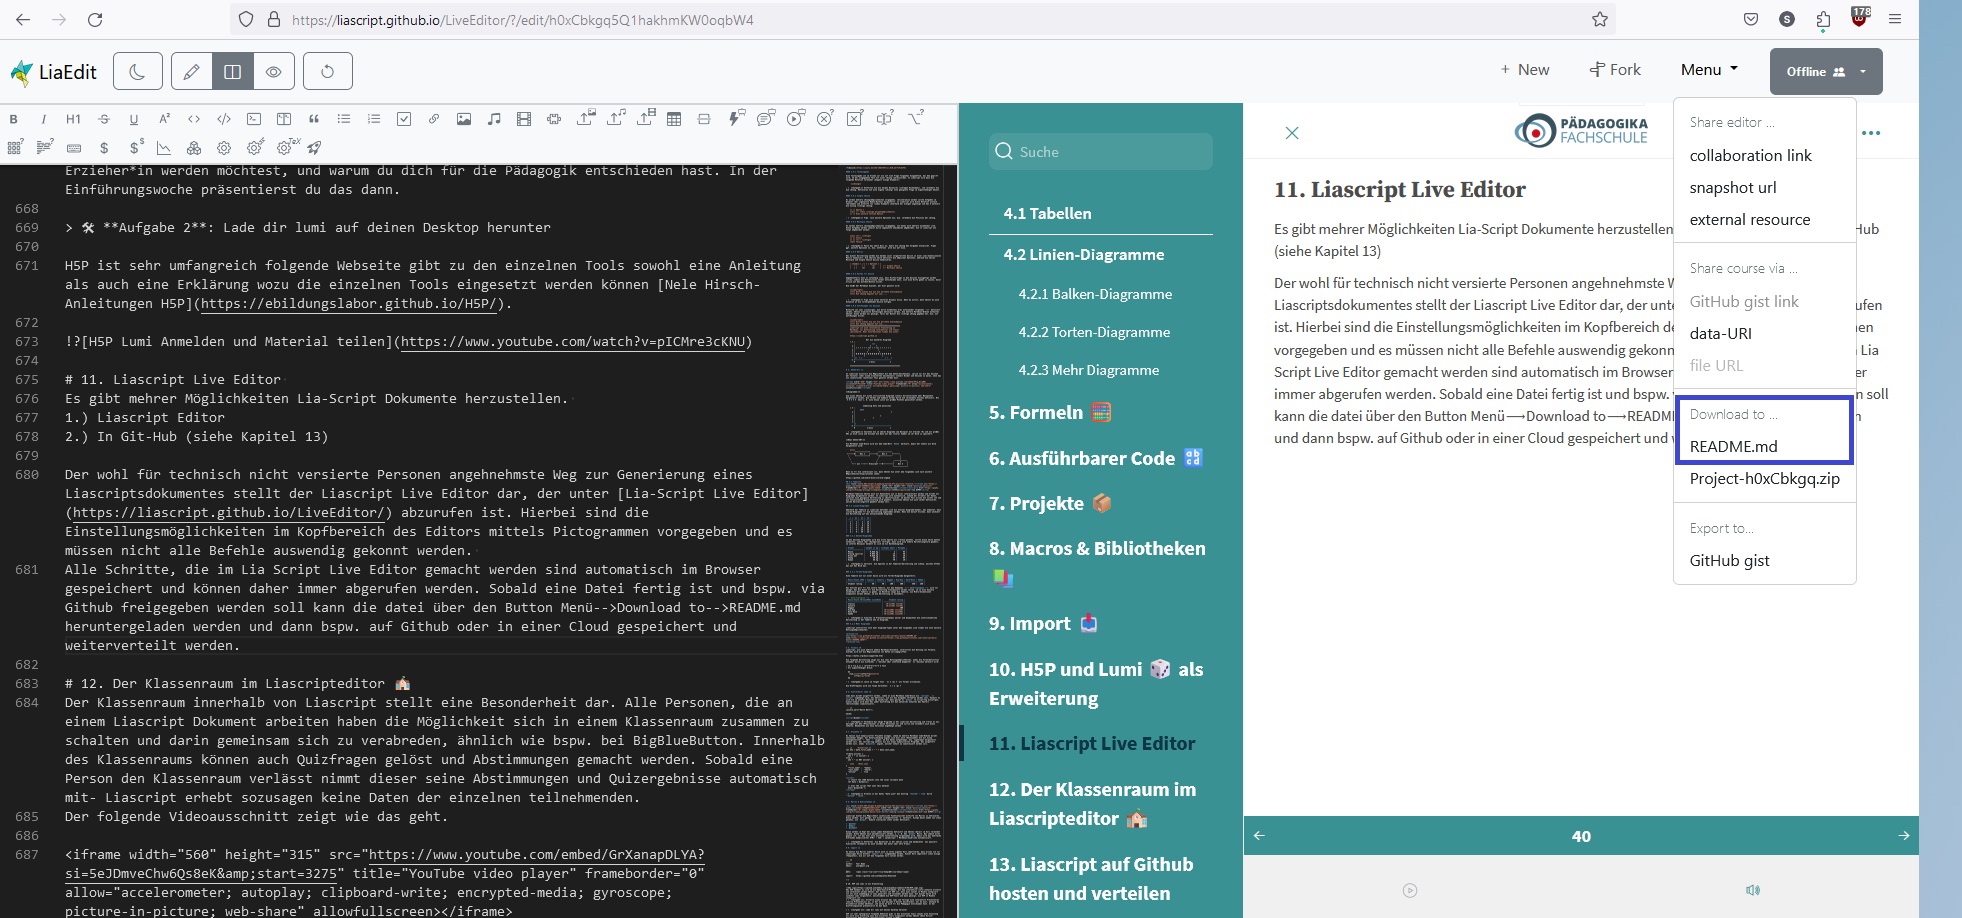 https://liascript.github.io/LiveEditor/?/edit/h0xCbkgq5Q1hakhmKW0oqbW4
S
178
LiaEdit
+ New
Fork
Menu
Offline
B I H1 S U A²
$ $
Erzieher*in werden möchtest, und warum du dich für die Pädagogik entschieden hast. In der
Einführungswoche präsentierst du das dann.
668
669 > 🛠 **Aufgabe 2**: Lade dir lumi auf deinen Desktop herunter
670
671 H5P ist sehr umfangreich folgende Webseite gibt zu den einzelnen Tools sowohl eine Anleitung
als auch eine Erklärung wozu die einzelnen Tools eingesetzt werden können [Nele Hirsch-
Anleitungen H5P](https://ebildungslabor.github.io/H5P/).
672
673 !?[H5P Lumi Anmelden und Material teilen](https://www.youtube.com/watch?v=pICMre3cKNU)
674
675 # 11. Liascript Live Editor
676 Es gibt mehrer Möglichkeiten Lia-Script Dokumente herzustellen.
677 1.) Liascript Editor
678 2.) In Git-Hub (siehe Kapitel 13)
679
680 Der wohl für technisch nicht versierte Personen angehnehmste Weg zur Generierung eines
Liascriptsdokumentes stellt der Liascript Live Editor dar, der unter [Lia-Script Live Editor]
(https://liascript.github.io/LiveEditor/) abzurufen ist. Hierbei sind die
Einstellungsmöglichkeiten im Kopfbereich des Editors mittels Pictogrammen vorgegeben und es
müssen nicht alle Befehle auswendig gekonnt werden.
681 Alle Schritte, die im Lia Script Live Editor gemacht werden sind automatisch im Browser
gespeichert und können daher immer abgerufen werden. Sobald eine Datei fertig ist und bspw. via
Github freigegeben werden soll kann die datei über den Button Menü-->Download to-->README.md
heruntergeladen werden und dann bspw. auf Github oder in einer Cloud gespeichert und
weiterverteilt werden.
682
683 # 12. Der Klassenraum im Liascripteditor 🏫
684 Der Klassenraum innerhalb von Liascript stellt eine Besonderheit dar. Alle Personen, die an
einem Liascript Dokument arbeiten haben die Möglichkeit sich in einem Klassenraum zusammen zu
schalten und darin gemeinsam sich zu verabreden, ähnlich wie bspw. bei BigBlueButton. Innerhalb
des Klassenraums können auch Quizfragen gelöst und Abstimmungen gemacht werden. Sobald eine
Person den Klassenraum verlässt nimmt dieser seine Abstimmungen und Quizergebnisse automatisch
mit- Liascript erhebt sozusagen keine Daten der einzelnen teilnehmenden.
685 Der folgende Videoausschnitt zeigt wie das geht.
686
687 <iframe width="560" height="315" src="https://www.youtube.com/embed/GrXanapDLYA?
si=5eJDmveChw6Qs8eK&amp;start=3275" title="YouTube video player" frameborder="0"
allow="accelerometer; autoplay; clipboard-write; encrypted-media; gyroscope;
picture-in-picture; web-share" allowfullscreen></iframe>
Suche
4.1 Tabellen
4.2 Linien-Diagramme
4.2.1 Balken-Diagramme
4.2.2 Torten-Diagramme
4.2.3 Mehr Diagramme
5. Formeln 🧮
6. Ausführbarer Code 🔡
7. Projekte 📦
8. Macros & Bibliotheken
📚
9. Import 📥
10. H5P und Lumi 🎲 als
Erweiterung
11. Liascript Live Editor
12. Der Klassenraum im
Liascripteditor 🏫
13. Liascript auf Github
hosten und verteilen
PÄDAGOGIKA
FACHSCHULE
11. Liascript Live Editor
Es gibt mehrer Möglichkeiten Lia-Script Dokumente herzustellen Hub
(siehe Kapitel 13)
Der wohl für technisch nicht versierte Personen angehnehmste
Liascriptsdokumentes stellt der Liascript Live Editor dar, der unte ufen
ist. Hierbei sind die Einstellungsmöglichkeiten im Kopfbereich de nen
vorgegeben und es müssen nicht alle Befehle auswendig gekonn Lia
Script Live Editor gemacht werden sind automatisch im Browser er
immer abgerufen werden. Sobald eine Datei fertig ist und bspw. n soll
kann die datei über den Button Menü⟶Download to⟶README
und dann bspw. auf Github oder in einer Cloud gespeichert und
40
Share editor ...
collaboration link
snapshot url
external resource
Share course via ...
GitHub gist link
data-URI
file URL
Download to ...
README.md
Project-h0xCbkgq.zip
Export to...
GitHub gist